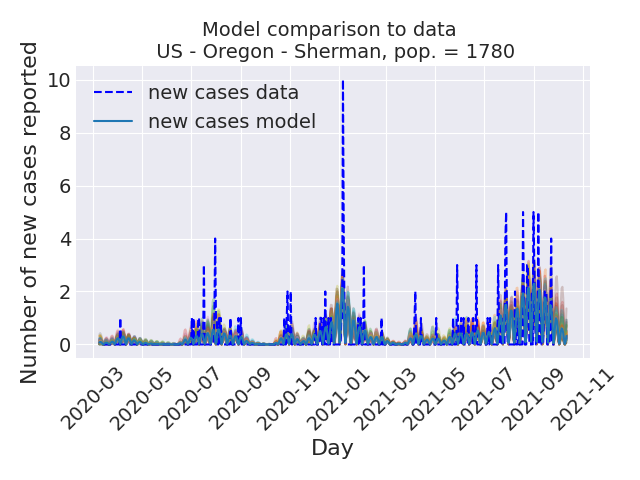 Model comparison to data
US - Oregon - Sherman, pop. = 1780
Number of new cases reported
10
8
6
4
2
0
new cases data
new cases model
2020-03
2020-05
2020-07
2020-09
2020-11
2021-01
2021-03
2021-05
2021-07
2021-09
2021-11
Day